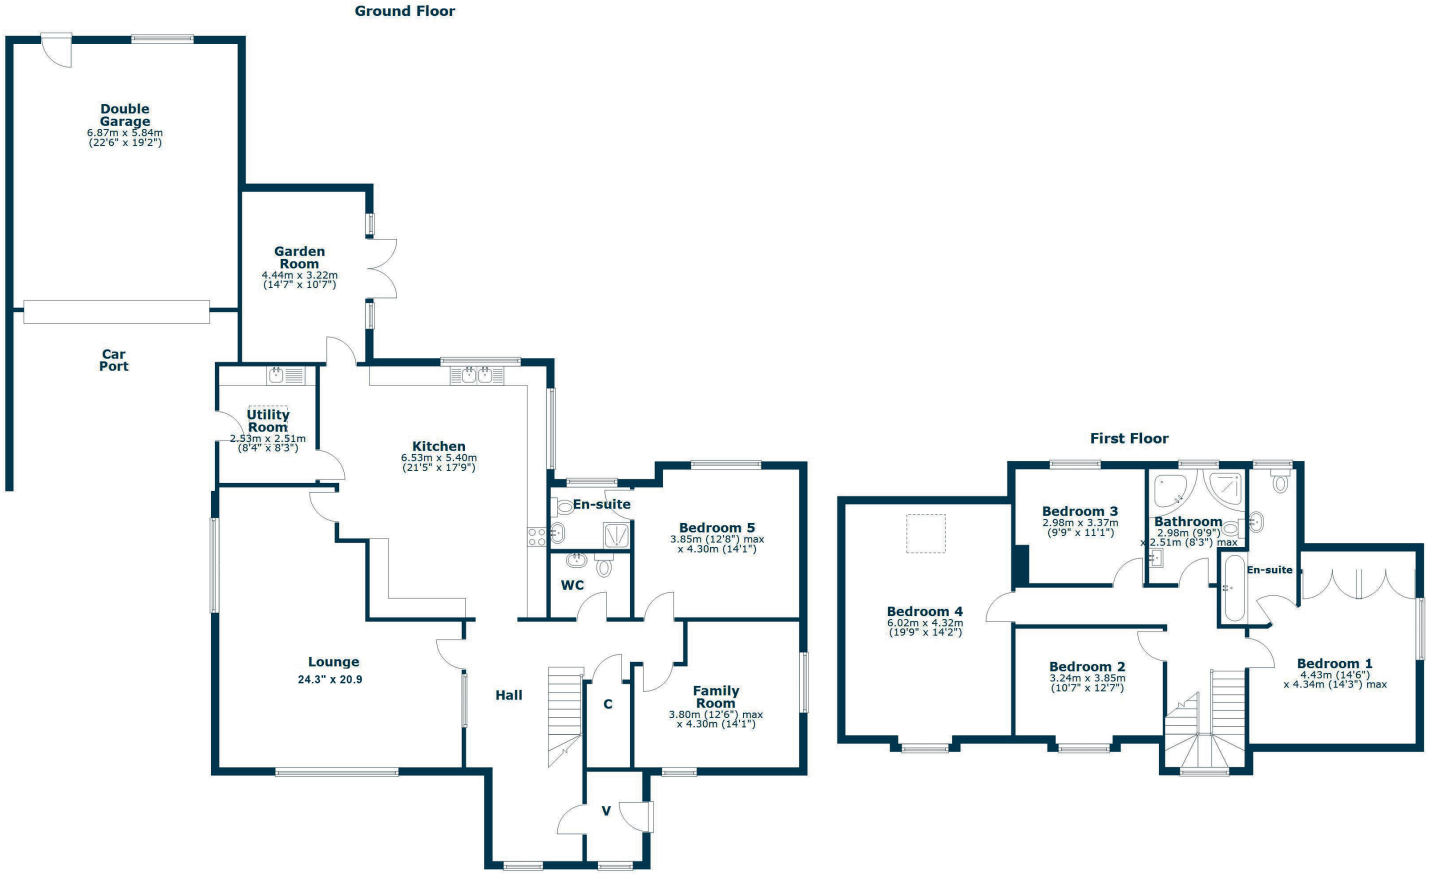 Ground Floor
Double
Garage
6.87m x 5.84m
(22'6" x 19'2")
Garden
Room
4.44m x 3.22m
(14'7" x 10'7")
Car
Port
Utility
Room
2.53m x 2.51m
(8'4" x 8'3")
Kitchen
6.53m x 5.40m
(21'5" x 17'9")
En-suite
Bedroom 5
3.85m (12'8") max
x 4.30m (14'1")
WC
Lounge
24.3" x 20.9
Hall
C
Family
Room
3.80m (12'6") max
x 4.30m (14'1")
V
First Floor
Bedroom 3
2.98m x 3.37m
(9'9" x 11'1")
Bathroom
2.98m (9'9")
x 2.51m (8'3") max
En-suite
Bedroom 4
6.02m x 4.32m
(19'9" x 14'2")
Bedroom 2
3.24m x 3.85m
(10'7" x 12'7")
Bedroom 1
4.43m (14'6")
x 4.34m (14'3") max